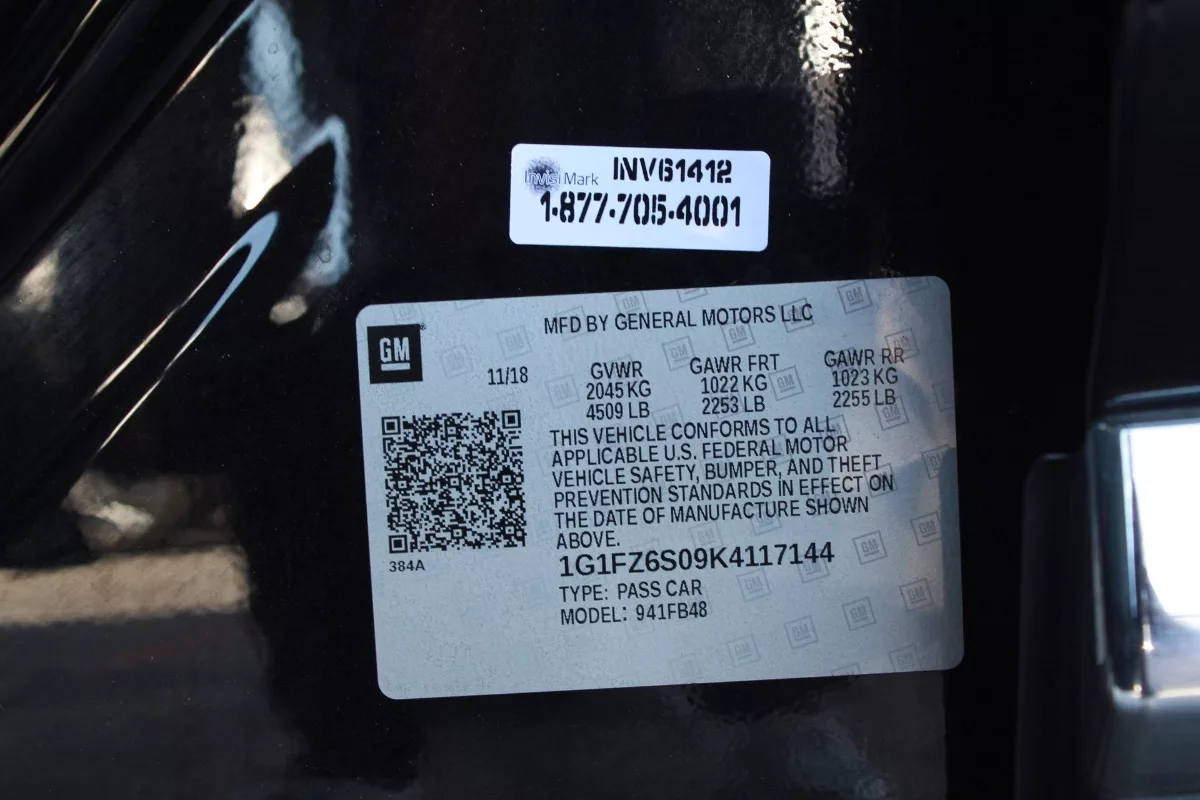 InvisiMark INV61412
1-877-705-4001
MFD BY GENERAL MOTORS LLC
GM
11/18
GVWR GAWR FRT GAWR RR
2045 KG 1022 KG 1023 KG
4509 LB 2253 LB 2255 LB
THIS VEHICLE CONFORMS TO ALL
APPLICABLE U.S. FEDERAL MOTOR
VEHICLE SAFETY, BUMPER, AND THEFT
PREVENTION STANDARDS IN EFFECT ON
THE DATE OF MANUFACTURE SHOWN
ABOVE.
384A
1G1FZ6S09K4117144
TYPE: PASS CAR
MODEL: 941FB48